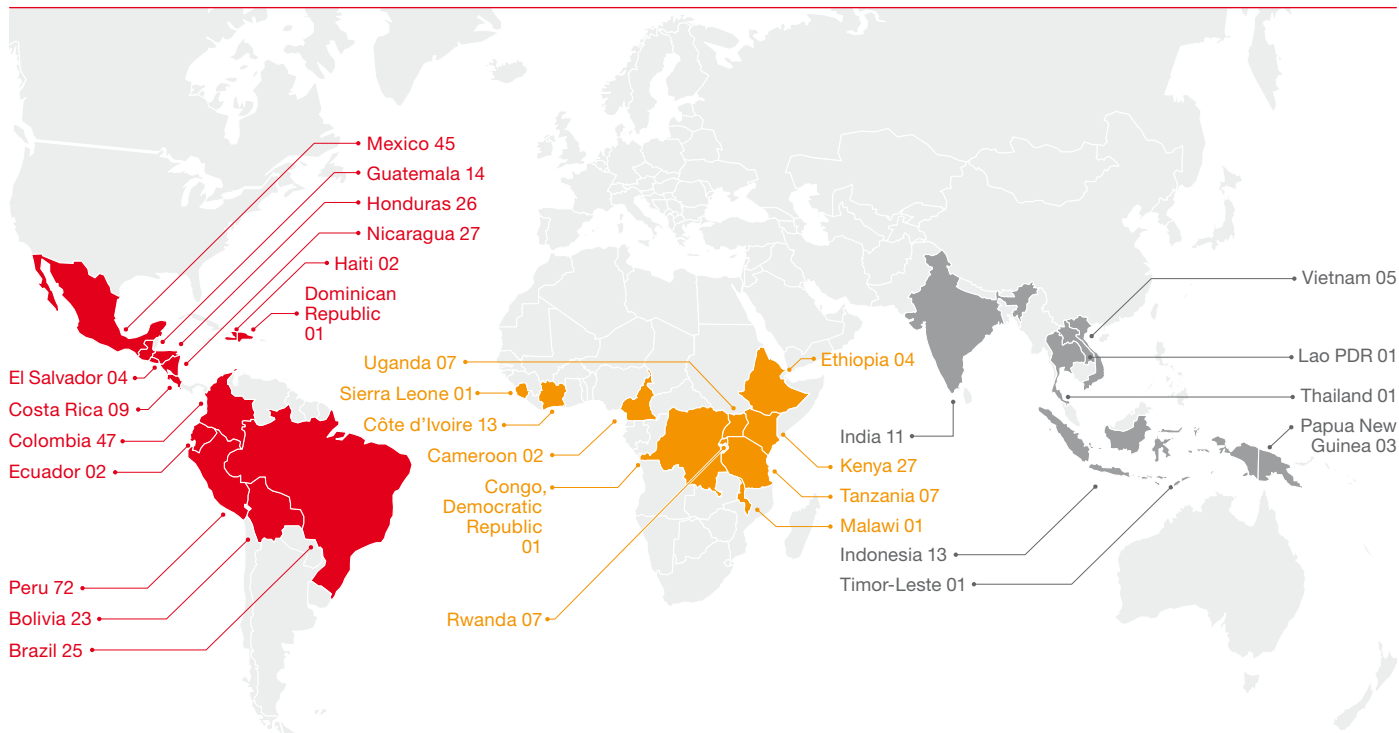 Mexico 45
Guatemala 14
Honduras 26
Nicaragua 27
Haiti 02
Dominican
Republic
01
El Salvador 04
Costa Rica 09
Colombia 47
Ecuador 02
Peru 72
Bolivia 23
Brazil 25
Uganda 07
Sierra Leone 01
Côte d’Ivoire 13
Cameroon 02
Congo,
Democratic
Republic
01
Rwanda 07
Ethiopia 04
Kenya 27
Tanzania 07
Malawi 01
India 11
Indonesia 13
Timor-Leste 01
Vietnam 05
Lao PDR 01
Thailand 01
Papua New
Guinea 03